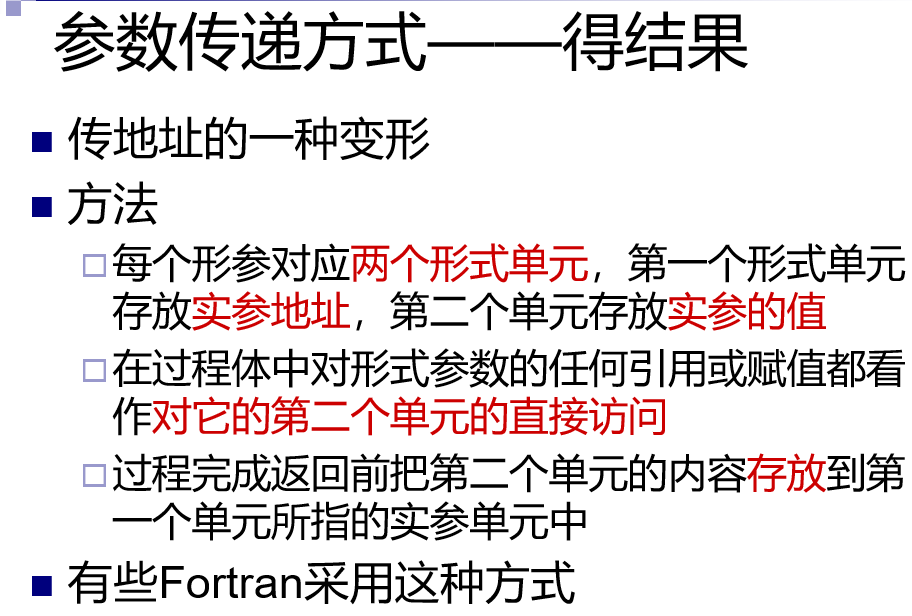 参数传递方式——得结果
传地址的一种变形
方法
每个形参对应两个形式单元，第一个形式单元
存放实参地址，第二个单元存放实参的值
在过程体中对形式参数的任何引用或赋值都看
作对它的第二个单元的直接访问
过程完成返回前把第二个单元的内容存放到第
一个单元所指的实参单元中
有些Fortran采用这种方式